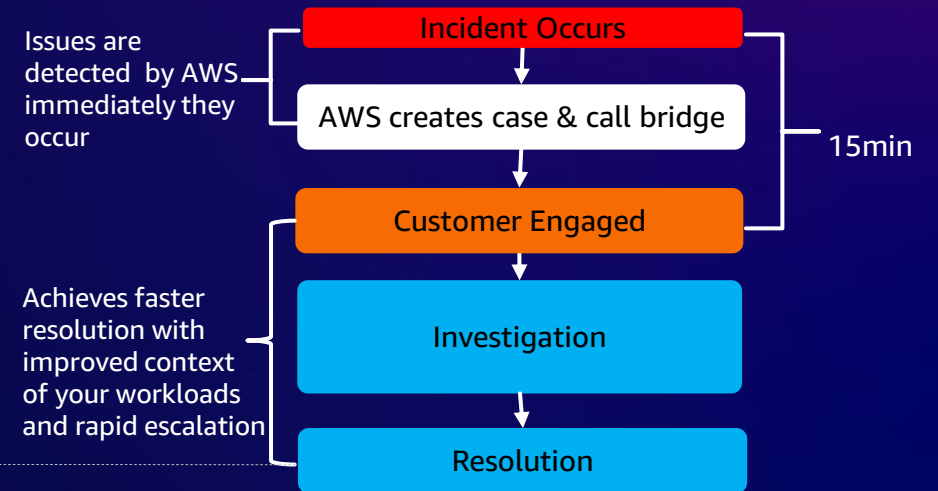 Incident Occurs
Issues are
detected by AWS
immediately they
occur
AWS creates case & call bridge
15min
Customer Engaged
Achieves faster
resolution with
improved context
of your workloads
and rapid escalation
Investigation
Resolution